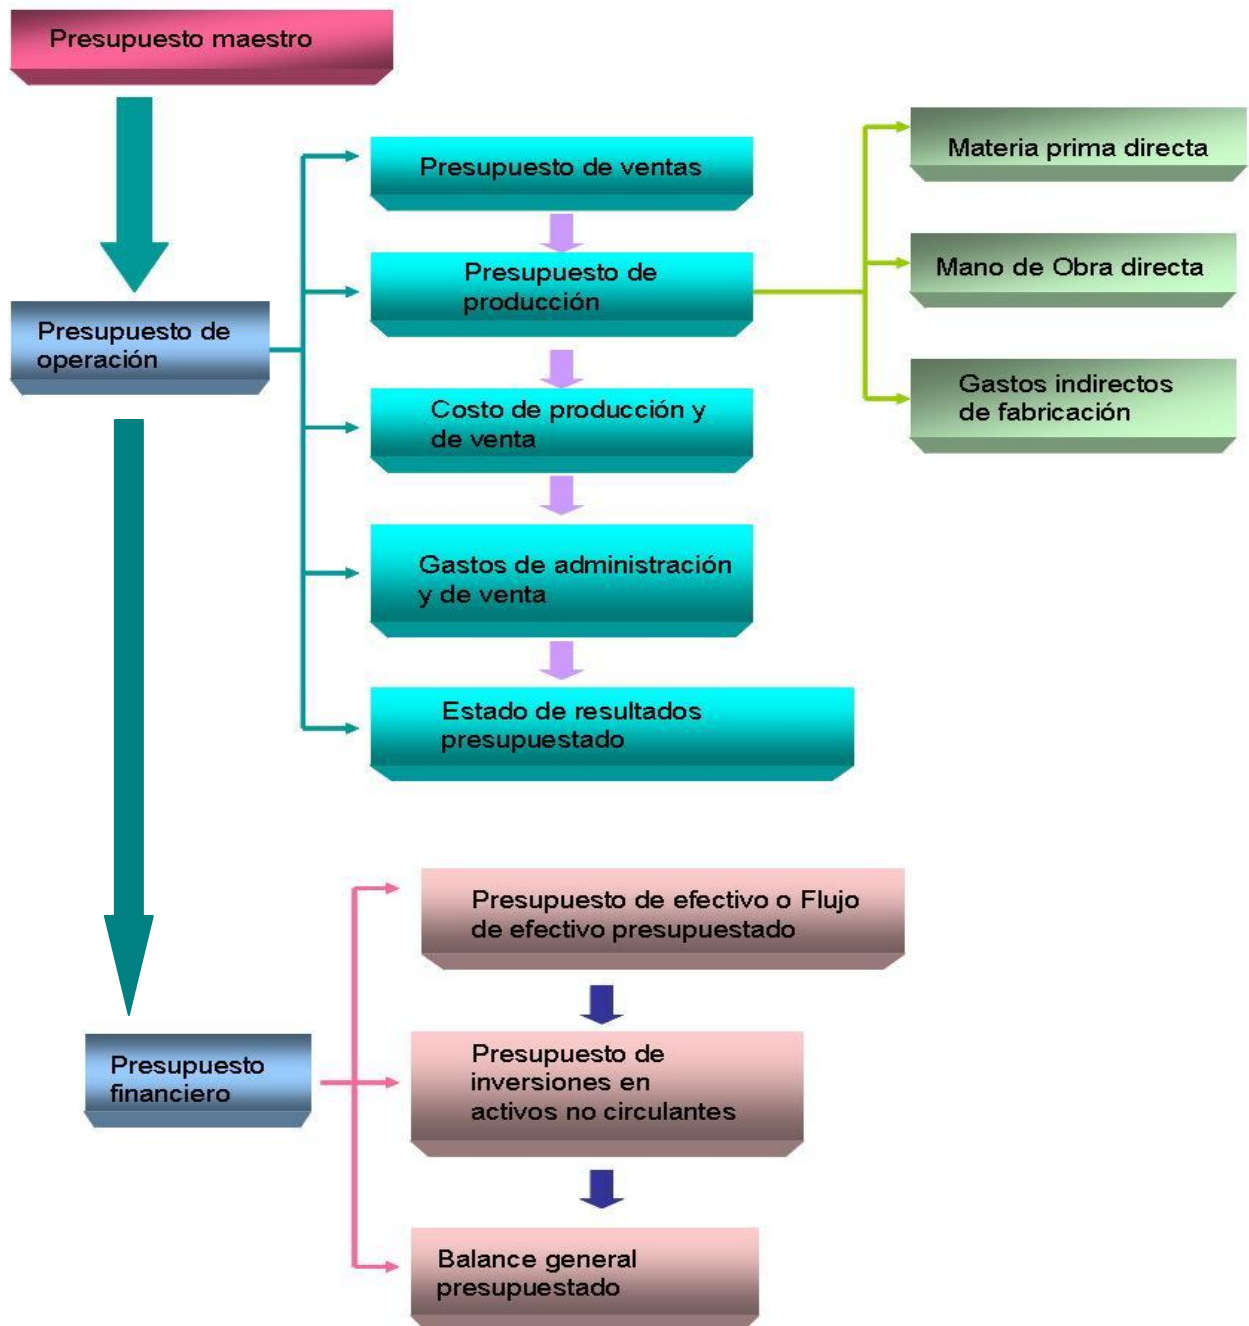 Presupuesto maestro
Presupuesto de
operación
Presupuesto de ventas
Presupuesto de
producción
Costo de producción y
de venta
Gastos de administración
y de venta
Estado de resultados
presupuestado
Materia prima directa
Mano de Obra directa
Gastos indirectos
de fabricación
Presupuesto
financiero
Presupuesto de efectivo o Flujo
de efectivo presupuestado
Presupuesto de
inversiones en
activos no circulantes
Balance general
presupuestado